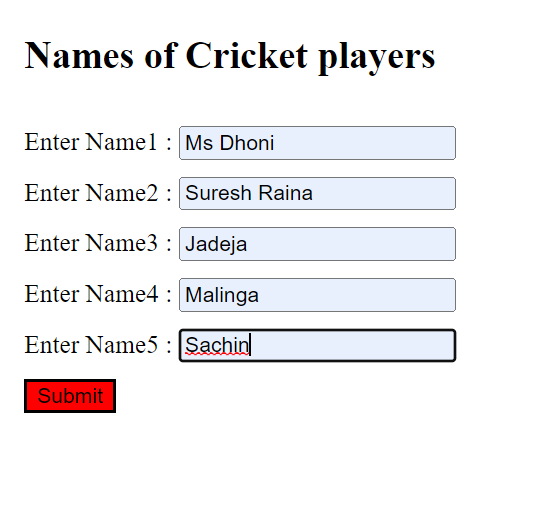 Names of Cricket players
Enter Name1 : Ms Dhoni
Enter Name2 : Suresh Raina
Enter Name3 : Jadeja
Enter Name4 : Malinga
Enter Name5 : Sachin
Submit